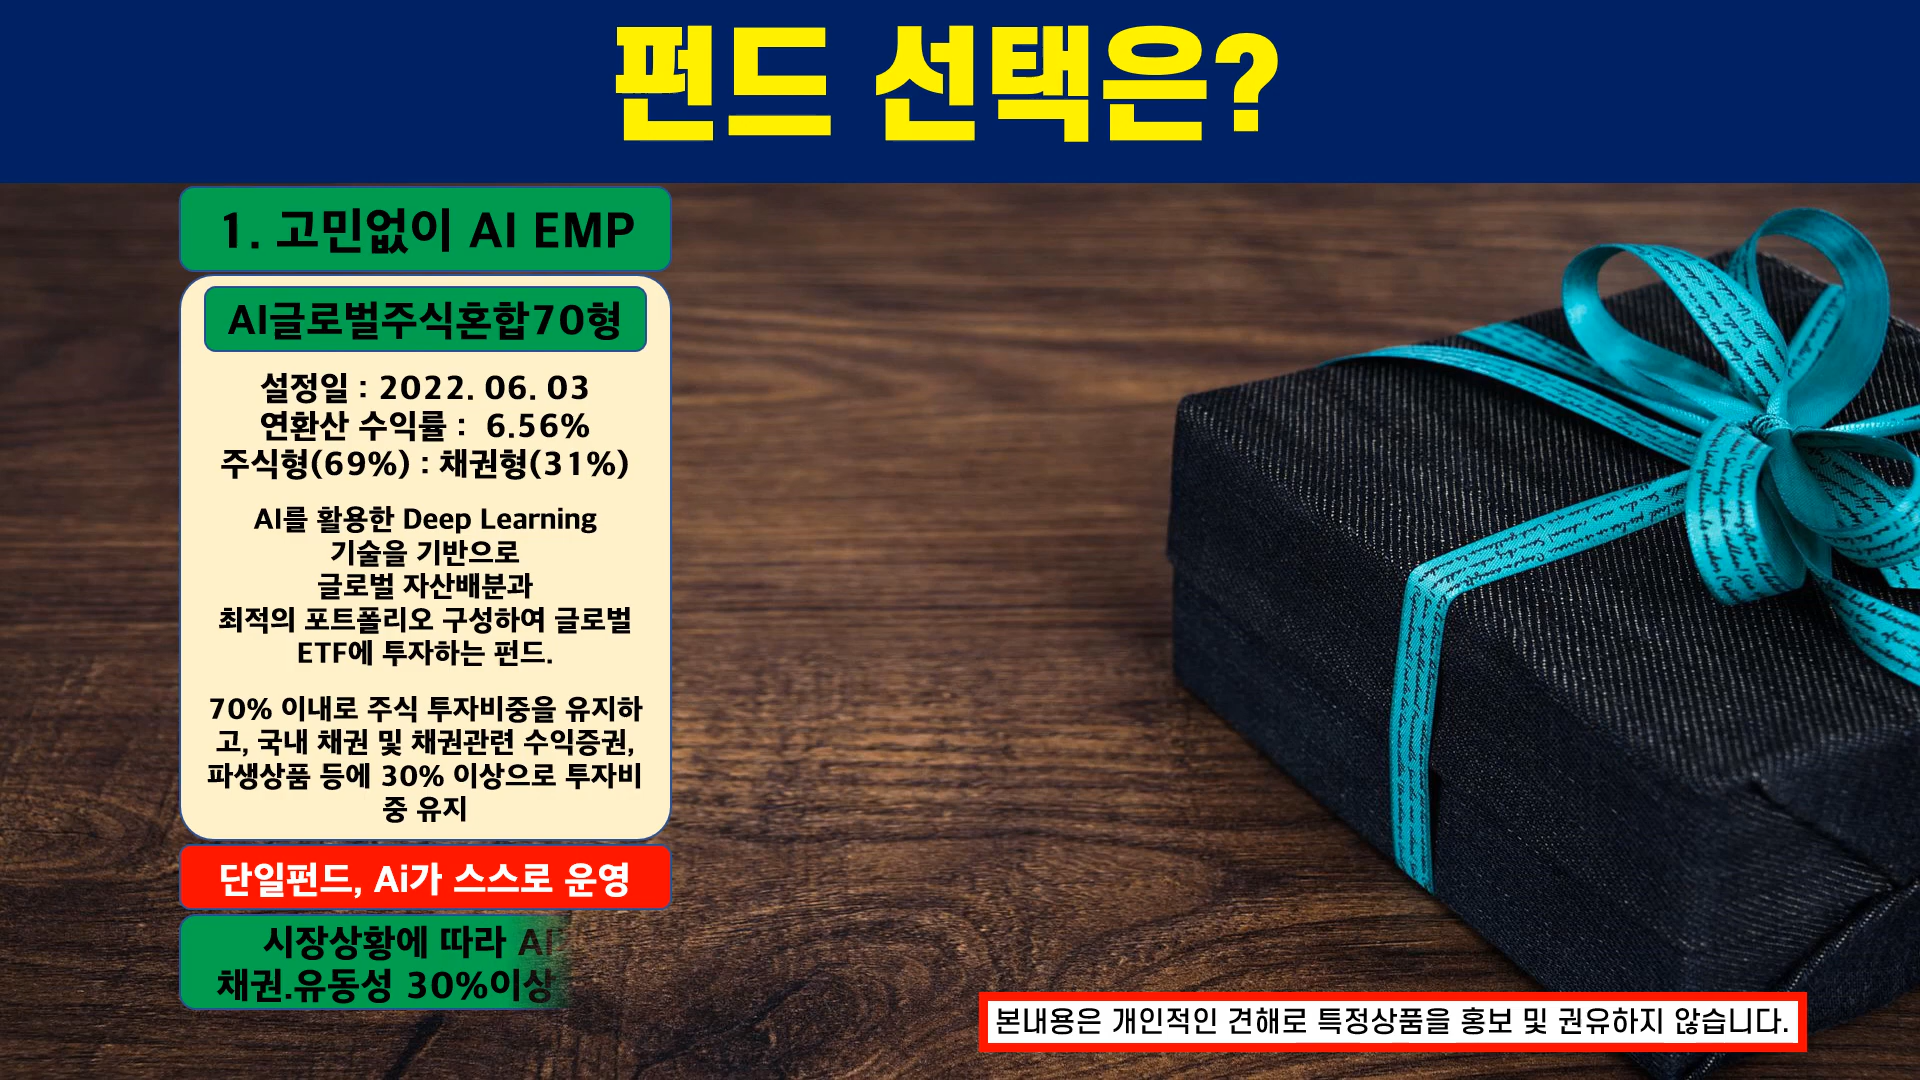 펀드 선택은?
1. 고민없이 AI EMP
AI글로벌주식혼합70형
설정일 : 2022. 06. 03
연환산 수익률 : 6.56%
주식형(69%) : 채권형(31%)
AI를 활용한 Deep Learning
기술을 기반으로
글로벌 자산배분과
최적의 포트폴리오 구성하여 글로벌
ETF에 투자하는 펀드.
70% 이내로 주식 투자비중을 유지하
고, 국내 채권 및 채권관련 수익증권,
파생상품 등에 30% 이상으로 투자비
중 유지
단일펀드, Ai가 스스로 운영
시장상황에 따라 AI
채권.유동성 30%이상
본내용은 개인적인 견해로 특정상품을 홍보 및 권유하지 않습니다.